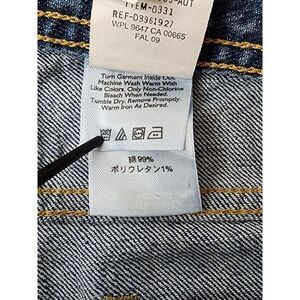 ITEM-0331
REF-D3961927
WPL 9647 CA 00665
FAL 09
Turn Garment Inside Out.
Machine Wash Warm With
Like Colors. Only Non-Chlorine
Bleach When Needed.
Tumble Dry. Remove Promptly.
Warm Iron As Desired.
綿99%
ポリウレタン1%